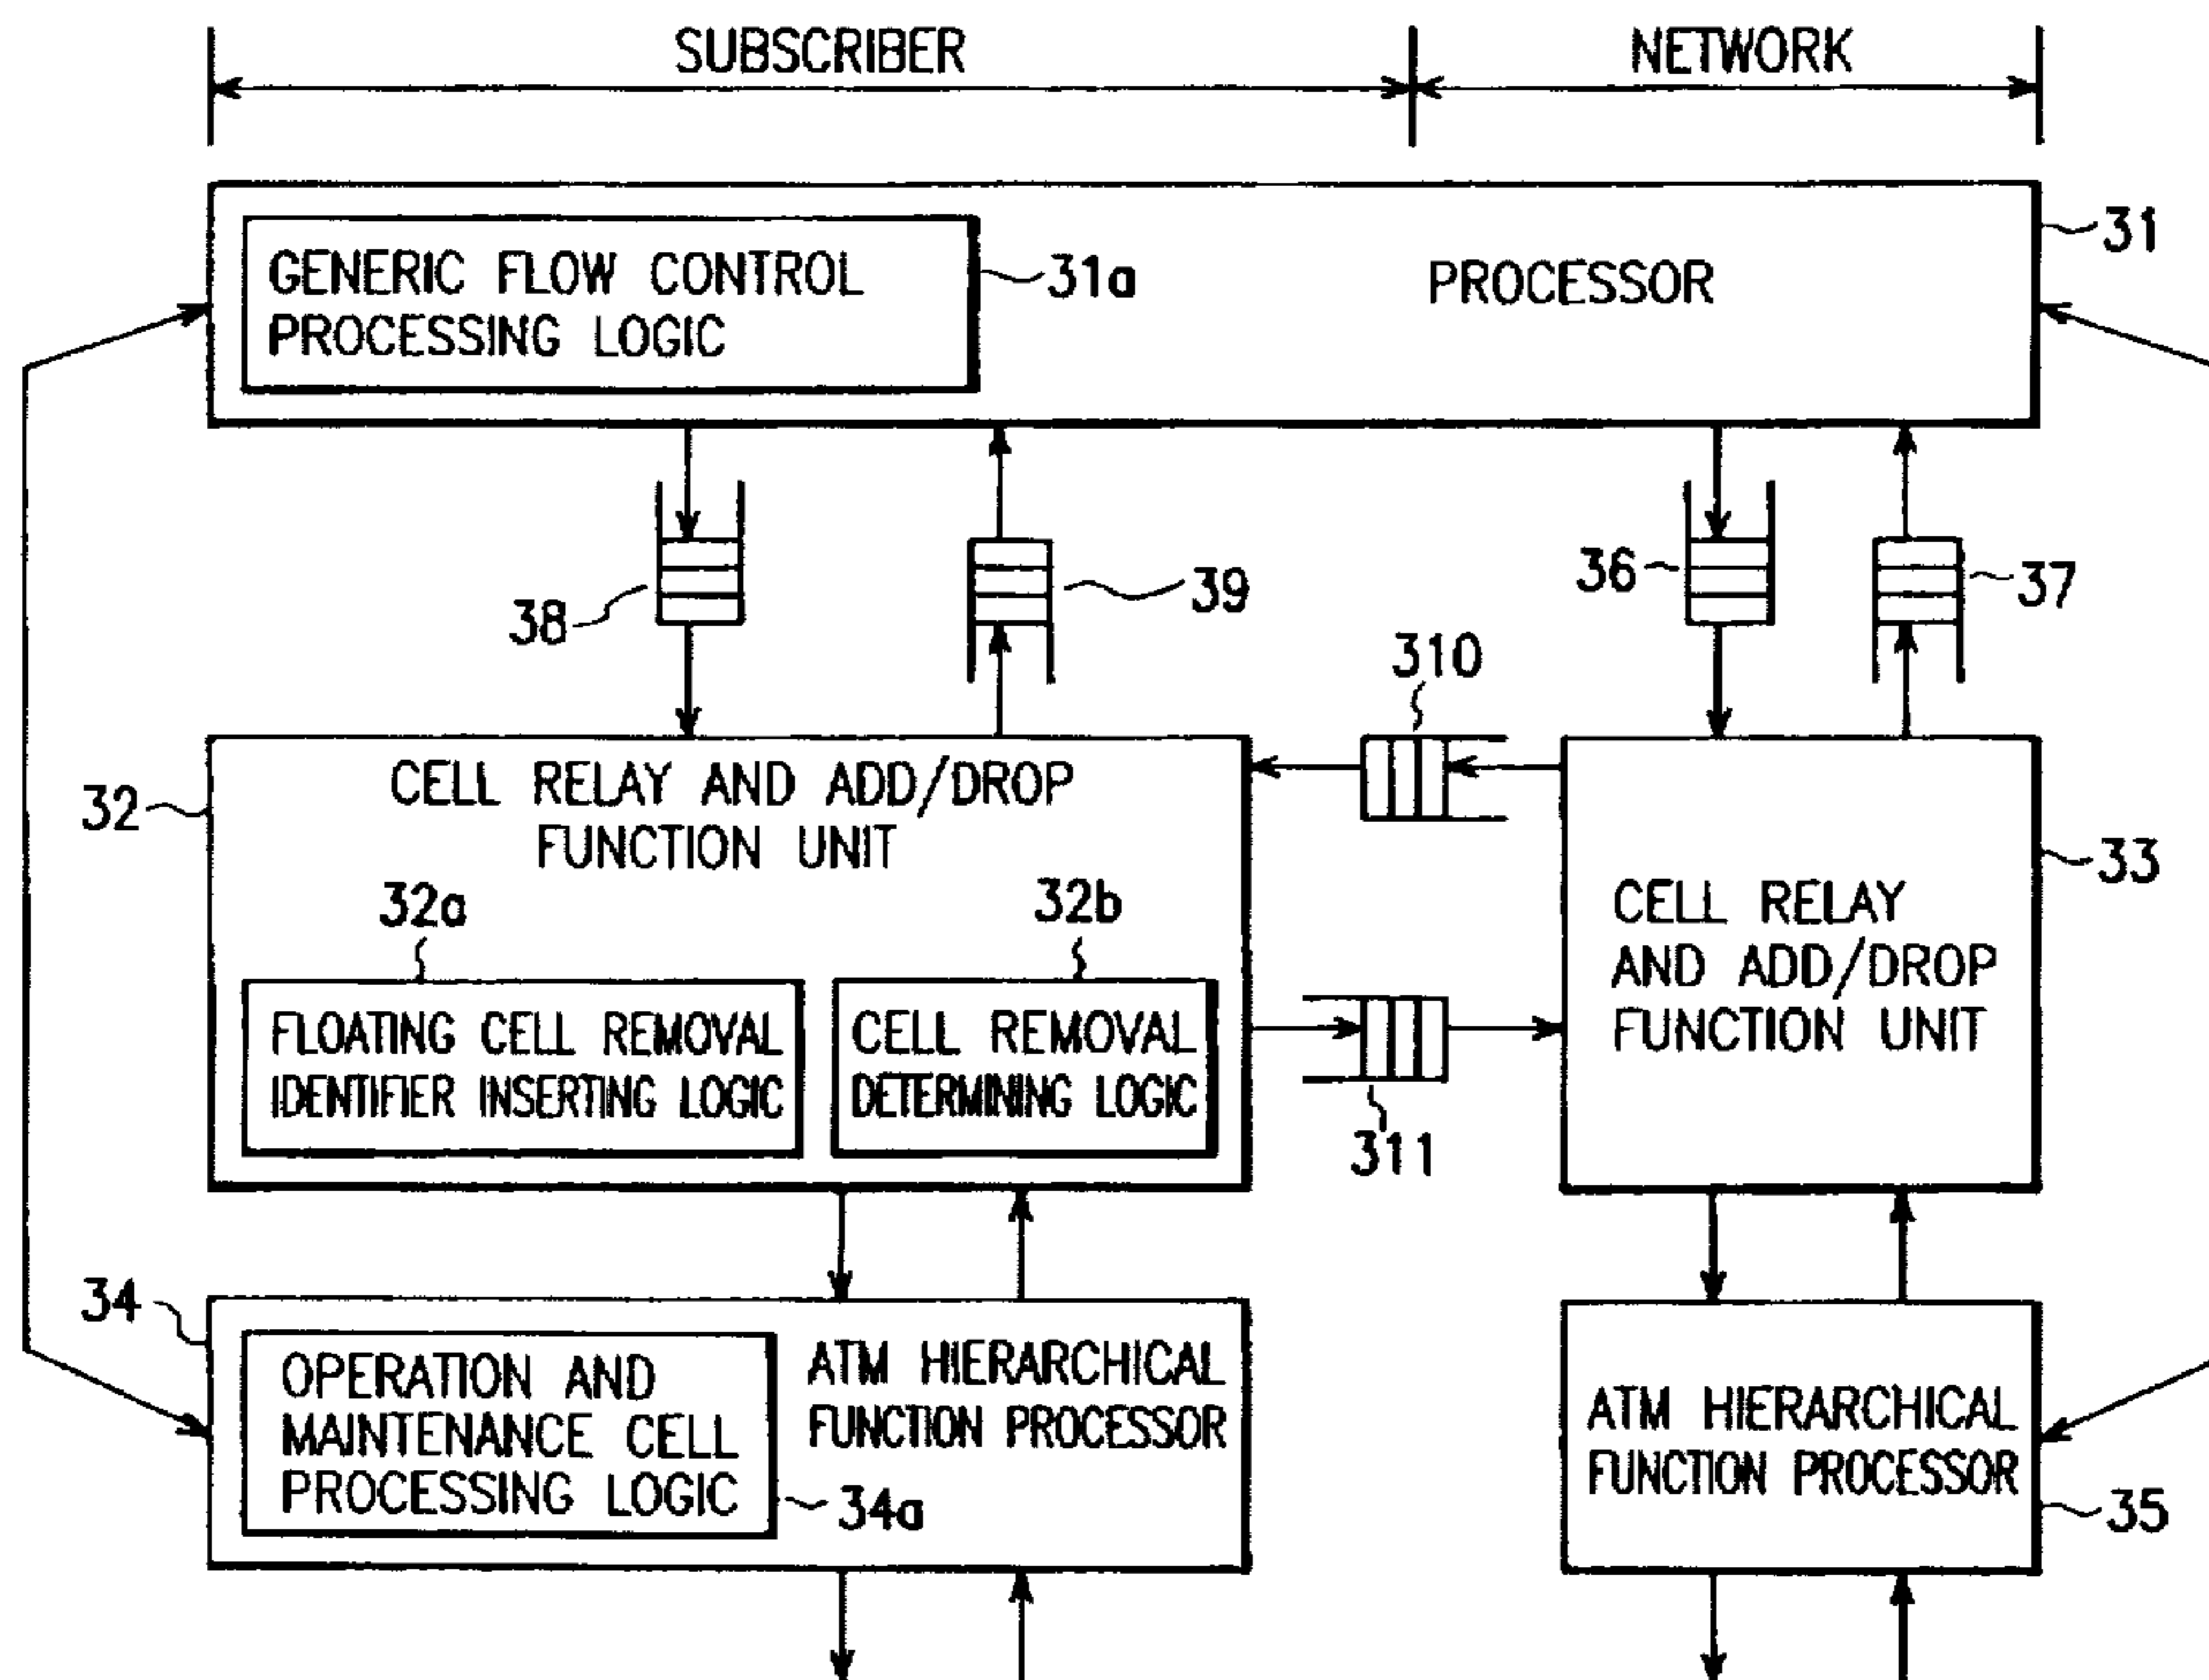 SUBSCRIBER
NETWORK
GENERIC FLOW CONTROL
PROCESSING LOGIC
31a
PROCESSOR
31
38
39
36
37
310
32
CELL RELAY AND ADD/DROP
FUNCTION UNIT
32a
32b
FLOATING CELL REMOVAL
IDENTIFIER INSERTING LOGIC
CELL REMOVAL
DETERMINING LOGIC
311
CELL RELAY
AND ADD/DROP
FUNCTION UNIT
33
34
OPERATION AND
MAINTENANCE CELL
PROCESSING LOGIC
34a
ATM HIERARCHICAL
FUNCTION PROCESSOR
ATM HIERARCHICAL
FUNCTION PROCESSOR
35